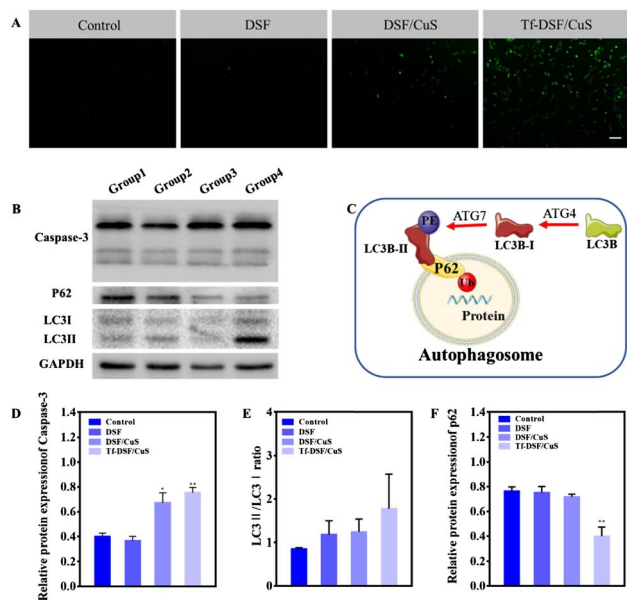 A
Control
DSF
DSF/CuS
Tf-DSF/CuS
B
Group1
Group2
Group3
Group4
Caspase-3
P62
LC3I
LC3II
GAPDH
C
PE
ATG7
ATG4
LC3B-II
LC3B-I
LC3B
P62
Ub
Protein
Autophagosome
D
Relative protein expression of Caspase-3
1.4
1.2
1.0
0.8
0.6
0.4
0.2
0.0
Control
DSF
DSF/CuS
Tf-DSF/CuS
*
**
E
LC3 II/LC3 I ratio
4
3
2
1
0
Control
DSF
DSF/CuS
Tf-DSF/CuS
F
Relative protein expressionof p62
1.4
1.2
1.0
0.8
0.6
0.4
0.2
0.0
Control
DSF
DSF/CuS
Tf-DSF/CuS
**